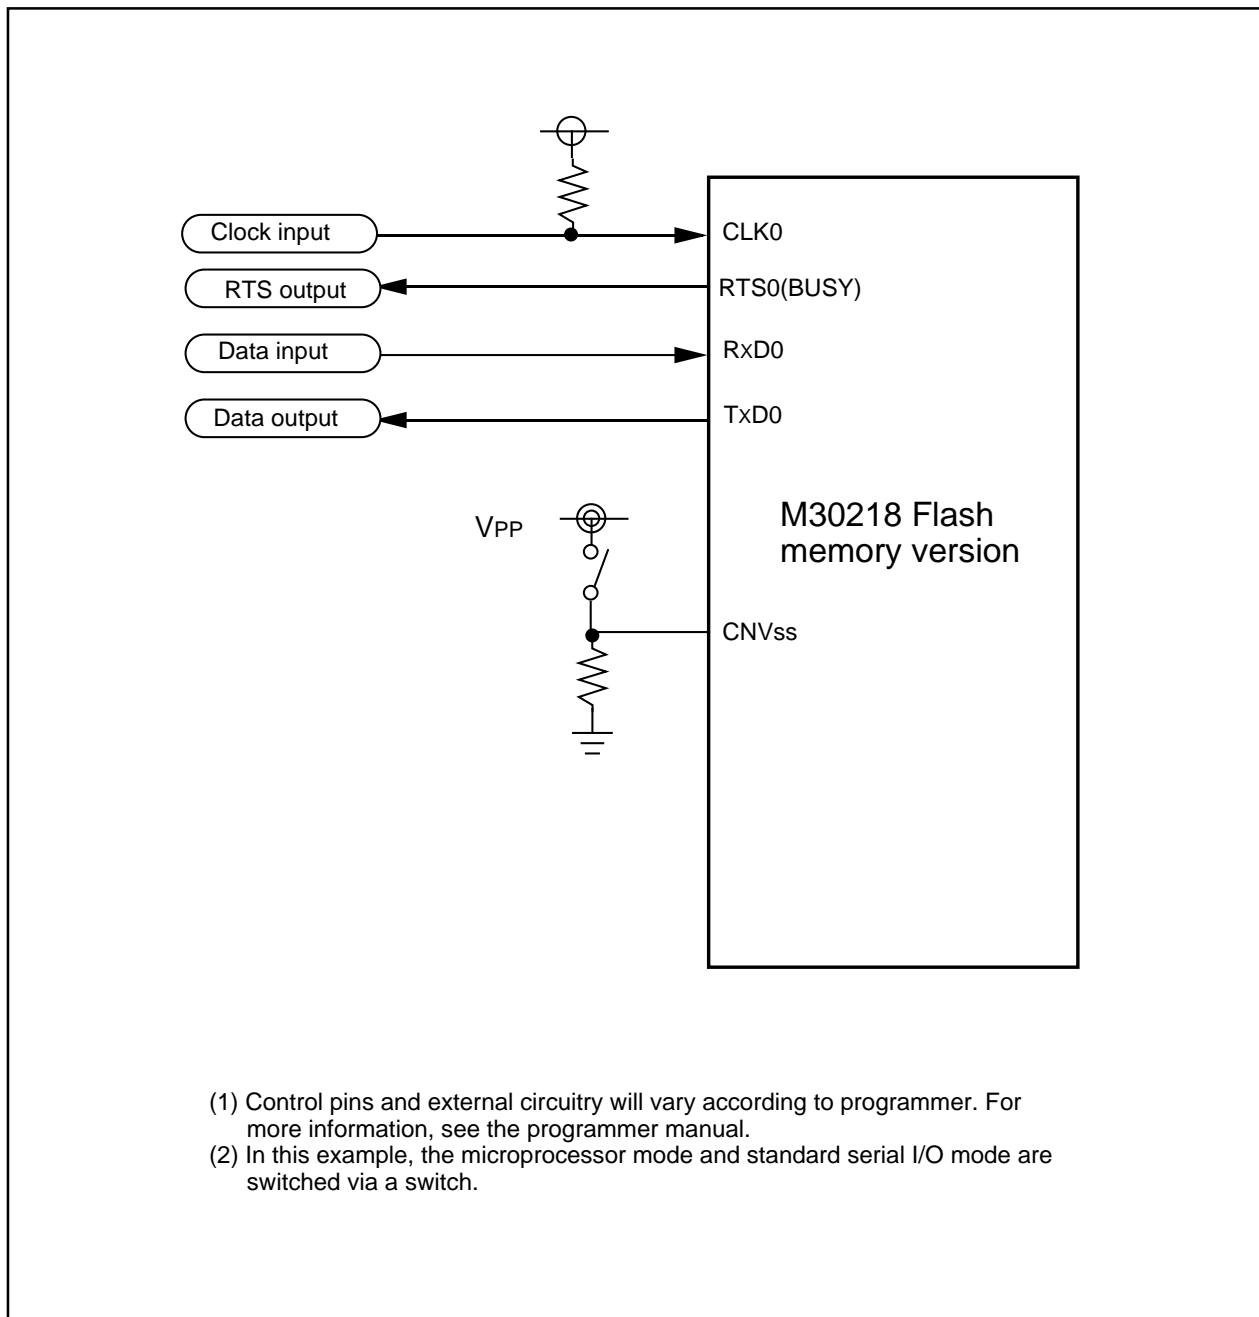 Clock input
CLK0
RTS output
RTS0(BUSY)
Data input
RxD0
Data output
TxD0
VPP
M30218 Flash
memory version
CNVss
(1) Control pins and external circuitry will vary according to programmer. For
more information, see the programmer manual.
(2) In this example, the microprocessor mode and standard serial I/O mode are
switched via a switch.